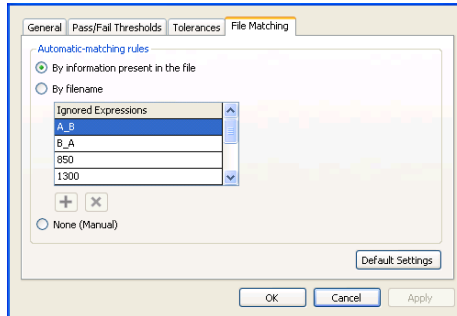 General Pass/Fail Thresholds Tolerances File Matching
Automatic-matching rules
By information present in the file
By filename
Ignored Expressions
A_B
B_A
850
1300
None (Manual)
Default Settings
OK Cancel Apply